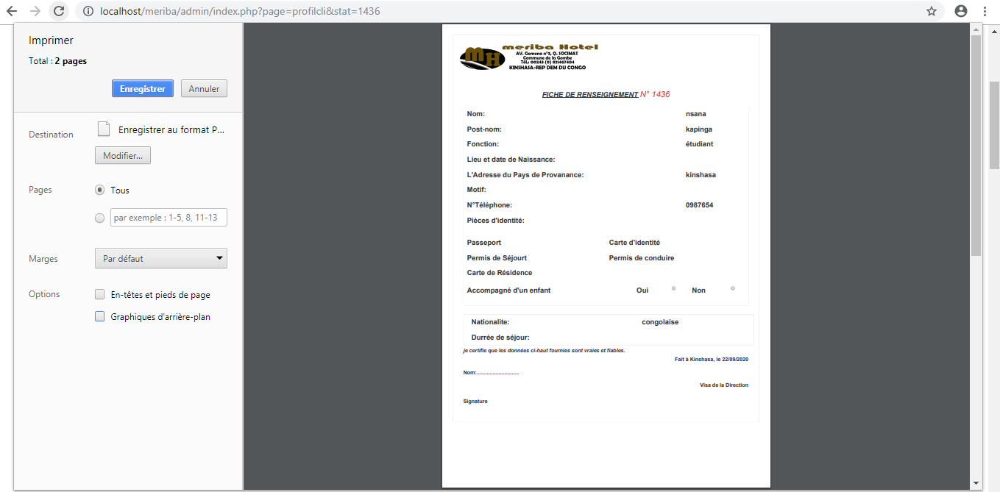 localhost/meriba/admin/index.php?page=profilcli&stat=1436
Imprimer
Total : 2 pages
Enregistrer
Annuler
Destination
Enregistrer au format P...
Modifier...
Pages
Tous
par exemple : 1-5, 8, 11-13
Marges
Par défaut
Options
En-têtes et pieds de page
Graphiques d'arrière-plan
MH
meriba Hotel
AV. Gemena n°3, Q. SOCIMAT
Commune de la Gombe
TéL: 00243 (0) 821467404
KINSHASA-REP DEM DU CONGO
FICHE DE RENSEIGNEMENT N° 1436
Nom: nsana
Post-nom: kapinga
Fonction: étudiant
Lieu et date de Naissance:
L'Adresse du Pays de Provanance: kinshasa
Motif:
N°Téléphone: 0987654
Pièces d'identité:
Passeport Carte d'identité
Permis de Séjourt Permis de conduire
Carte de Résidence
Accompagné d'un enfant Oui Non
Nationalite: congolaise
Durrée de séjour:
je certifie que les données ci-haut fournies sont vraies et fiables.
Fait à Kinshasa, le 22/09/2020
Nom:............................
Visa de la Direction
Signature